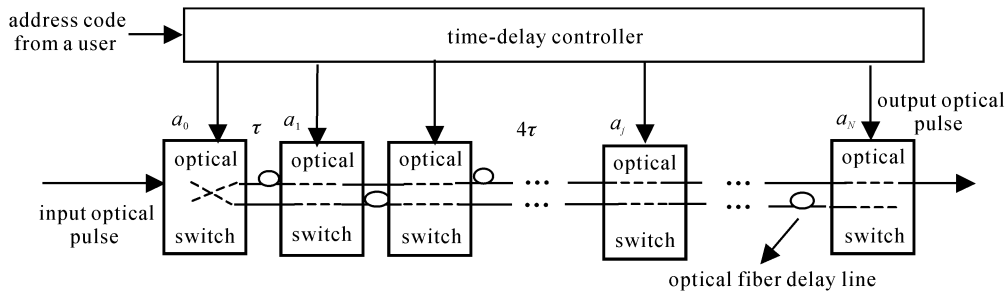 address code
from a user
time-delay controller
a₀
τ
a₁
4τ
aⱼ
a_N
output optical
pulse
optical
optical
optical
optical
optical
input optical
pulse
switch
switch
switch
switch
switch
optical fiber delay line